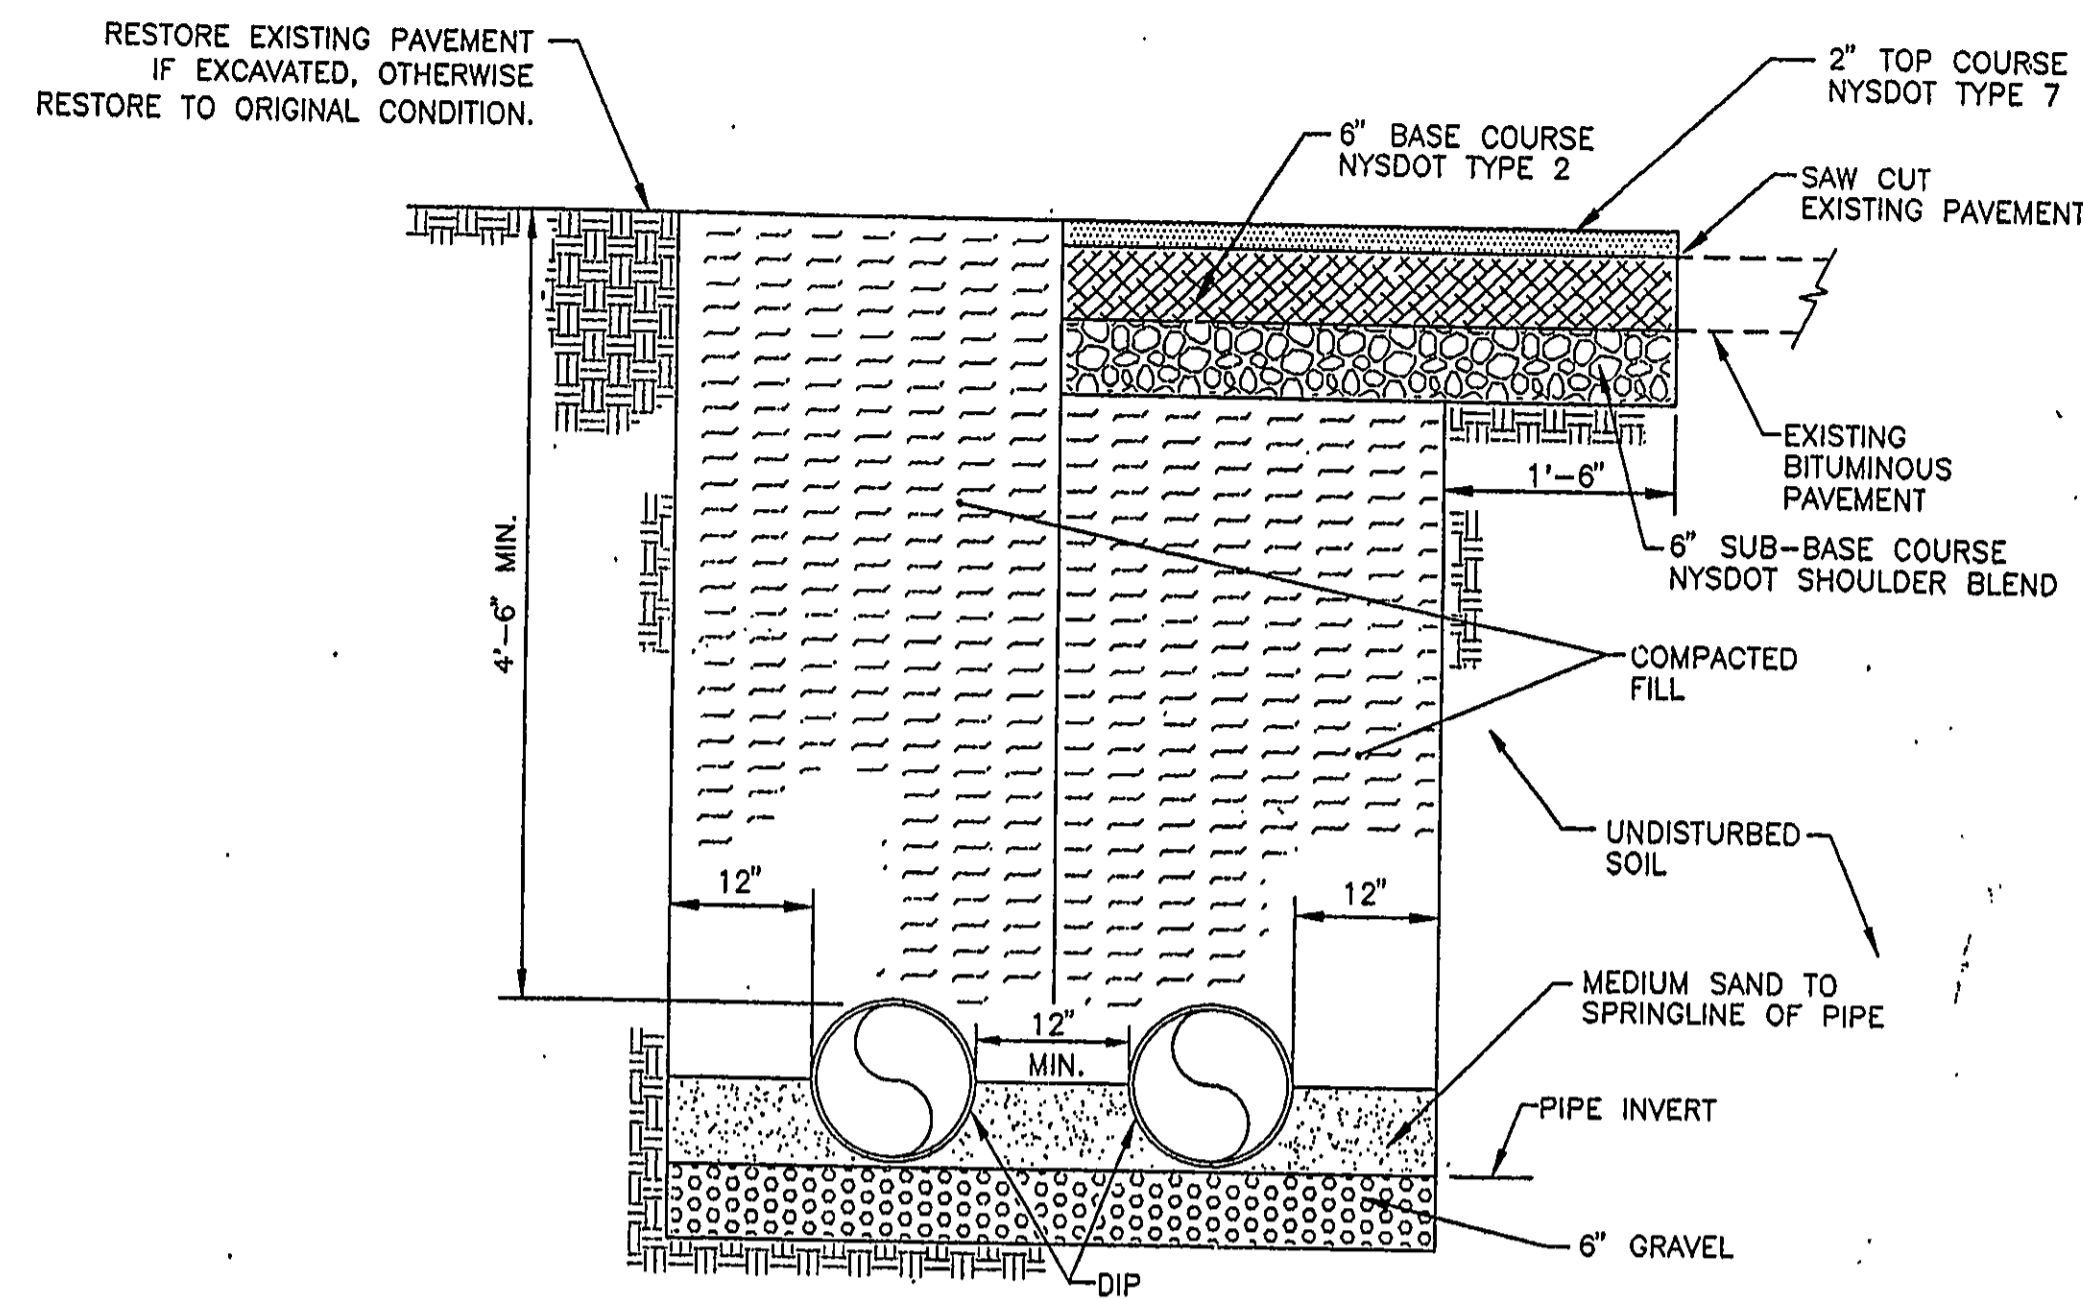 RESTORE EXISTING PAVEMENT
IF EXCAVATED, OTHERWISE
RESTORE TO ORIGINAL CONDITION.
2" TOP COURSE
NYSDOT TYPE 7
6" BASE COURSE
NYSDOT TYPE 2
SAW CUT
EXISTING PAVEMENT
EXISTING
BITUMINOUS
PAVEMENT
1'-6"
6" SUB-BASE COURSE
NYSDOT SHOULDER BLEND
4'-6" MIN.
COMPACTED
FILL
UNDISTURBED
SOIL
12"
12"
MEDIUM SAND TO
SPRINGLINE OF PIPE
12"
MIN.
PIPE INVERT
6" GRAVEL
DIP